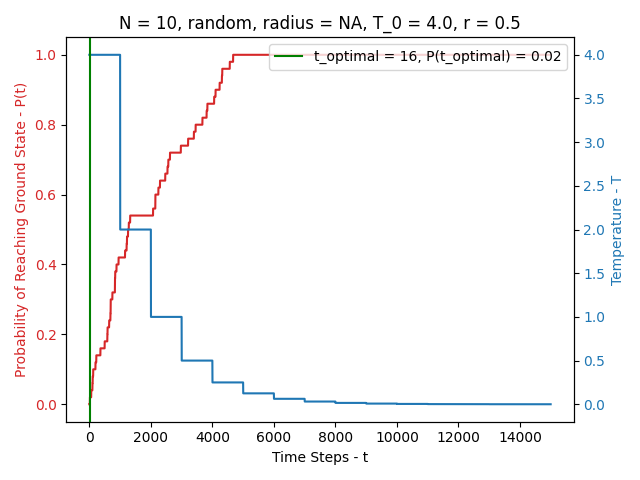 N = 10, random, radius = NA, T_0 = 4.0, r = 0.5
t_optimal = 16, P(t_optimal) = 0.02
Probability of Reaching Ground State - P(t)
1.0
0.8
0.6
0.4
0.2
0.0
4.0
3.5
3.0
2.5
2.0
1.5
1.0
0.5
0.0
Temperature - T
0 2000 4000 6000 8000 10000 12000 14000
Time Steps - t